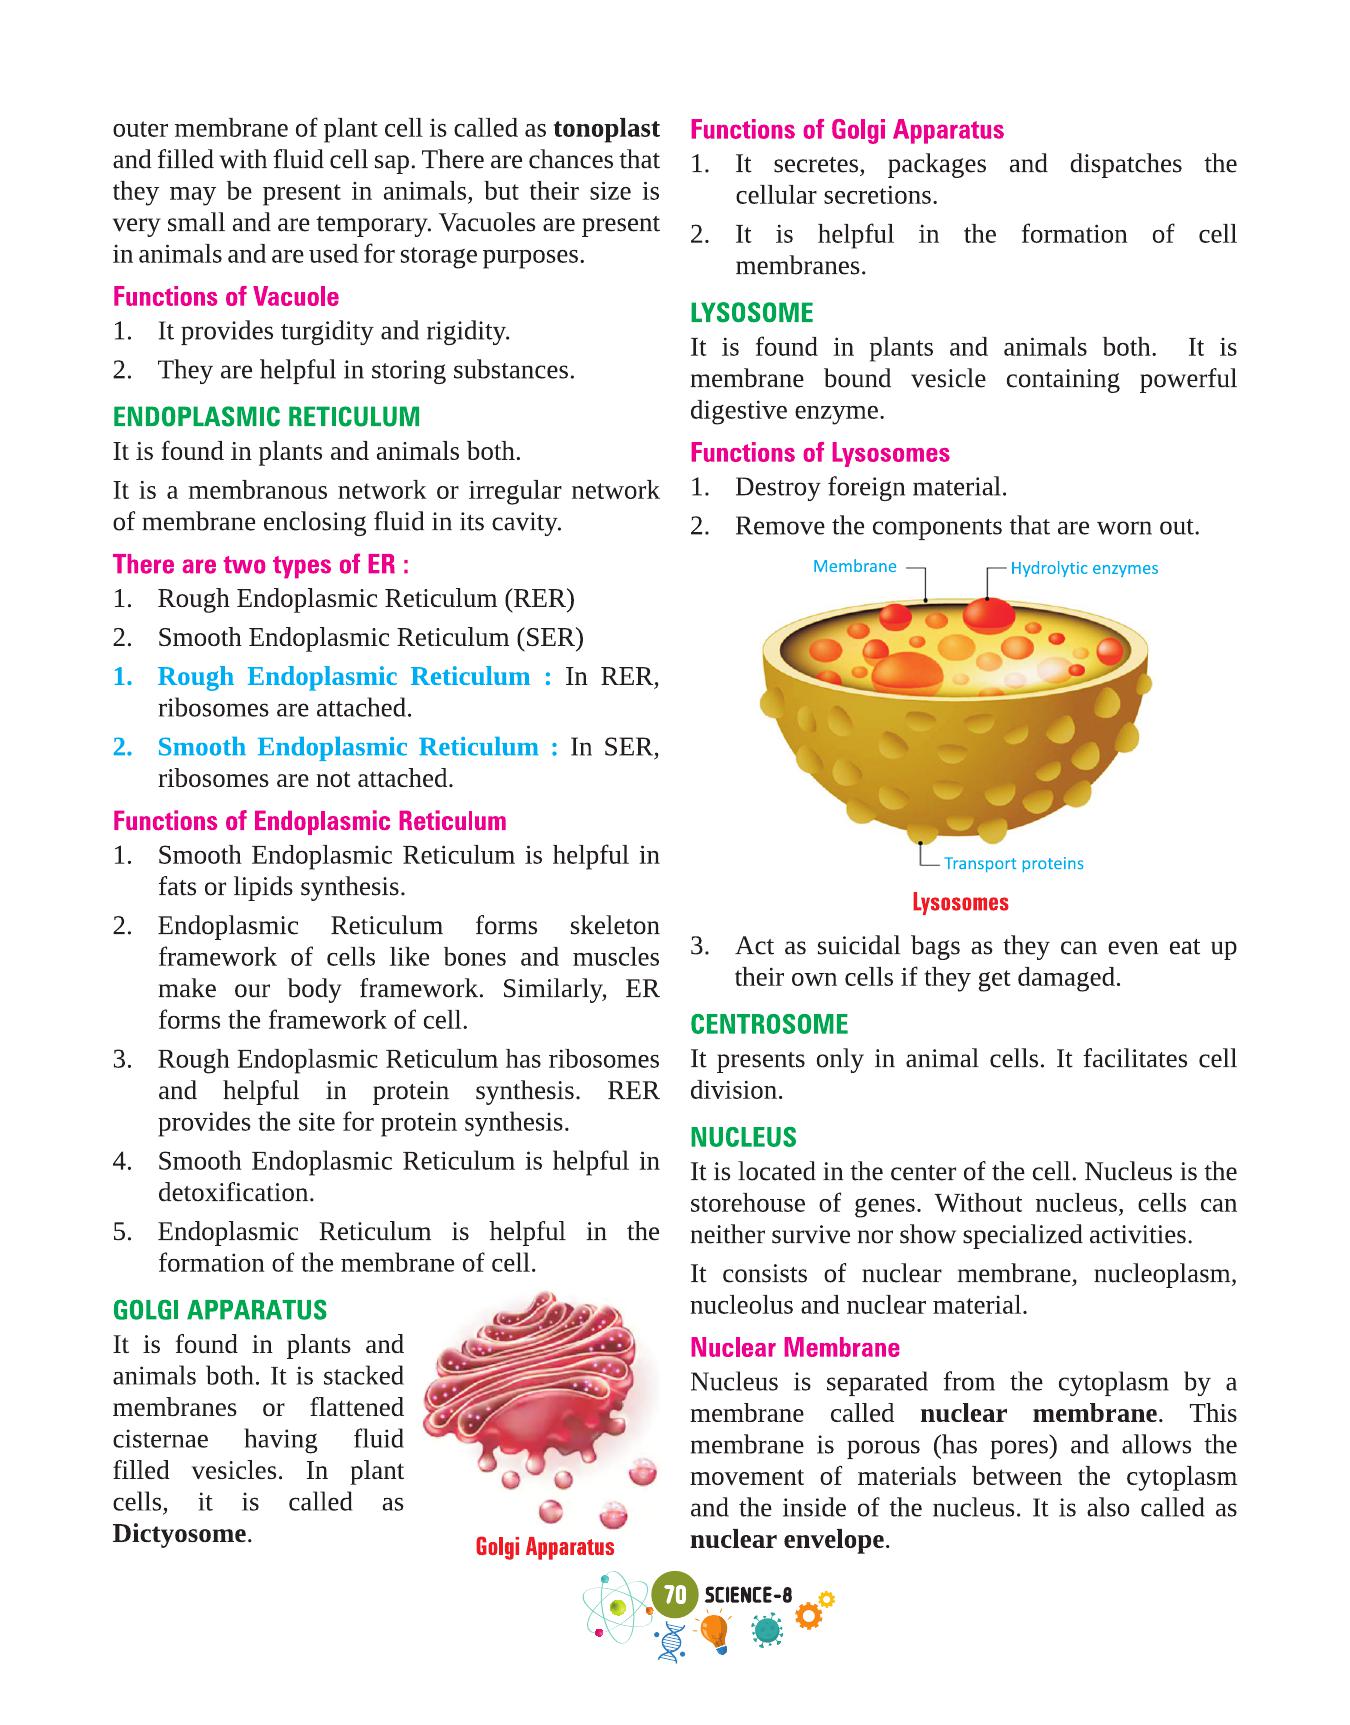 outer membrane of plant cell is called as tonoplast
and filled with fluid cell sap. There are chances that
they may be present in animals, but their size is
very small and are temporary. Vacuoles are present
in animals and are used for storage purposes.
Functions of Vacuole
1. It provides turgidity and rigidity.
2. They are helpful in storing substances.
ENDOPLASMIC RETICULUM
It is found in plants and animals both.
It is a membranous network or irregular network
of membrane enclosing fluid in its cavity.
There are two types of ER :
1. Rough Endoplasmic Reticulum (RER)
2. Smooth Endoplasmic Reticulum (SER)
1. Rough Endoplasmic Reticulum : In RER,
ribosomes are attached.
2. Smooth Endoplasmic Reticulum : In SER,
ribosomes are not attached.
Functions of Endoplasmic Reticulum
1. Smooth Endoplasmic Reticulum is helpful in
fats or lipids synthesis.
2. Endoplasmic Reticulum forms skeleton
framework of cells like bones and muscles
make our body framework. Similarly, ER
forms the framework of cell.
3. Rough Endoplasmic Reticulum has ribosomes
and helpful in protein synthesis. RER
provides the site for protein synthesis.
4. Smooth Endoplasmic Reticulum is helpful in
detoxification.
5. Endoplasmic Reticulum is helpful in the
formation of the membrane of cell.
GOLGI APPARATUS
It is found in plants and
animals both. It is stacked
membranes or flattened
cisternae having fluid
filled vesicles. In plant
cells, it is called as
Dictyosome.
Golgi Apparatus
Functions of Golgi Apparatus
1. It secretes, packages and dispatches the
cellular secretions.
2. It is helpful in the formation of cell
membranes.
LYSOSOME
It is found in plants and animals both. It is
membrane bound vesicle containing powerful
digestive enzyme.
Functions of Lysosomes
1. Destroy foreign material.
2. Remove the components that are worn out.
Membrane
Hydrolytic enzymes
Transport proteins
Lysosomes
3. Act as suicidal bags as they can even eat up
their own cells if they get damaged.
CENTROSOME
It presents only in animal cells. It facilitates cell
division.
NUCLEUS
It is located in the center of the cell. Nucleus is the
storehouse of genes. Without nucleus, cells can
neither survive nor show specialized activities.
It consists of nuclear membrane, nucleoplasm,
nucleolus and nuclear material.
Nuclear Membrane
Nucleus is separated from the cytoplasm by a
membrane called nuclear membrane. This
membrane is porous (has pores) and allows the
movement of materials between the cytoplasm
and the inside of the nucleus. It is also called as
nuclear envelope.
70 SCIENCE-8